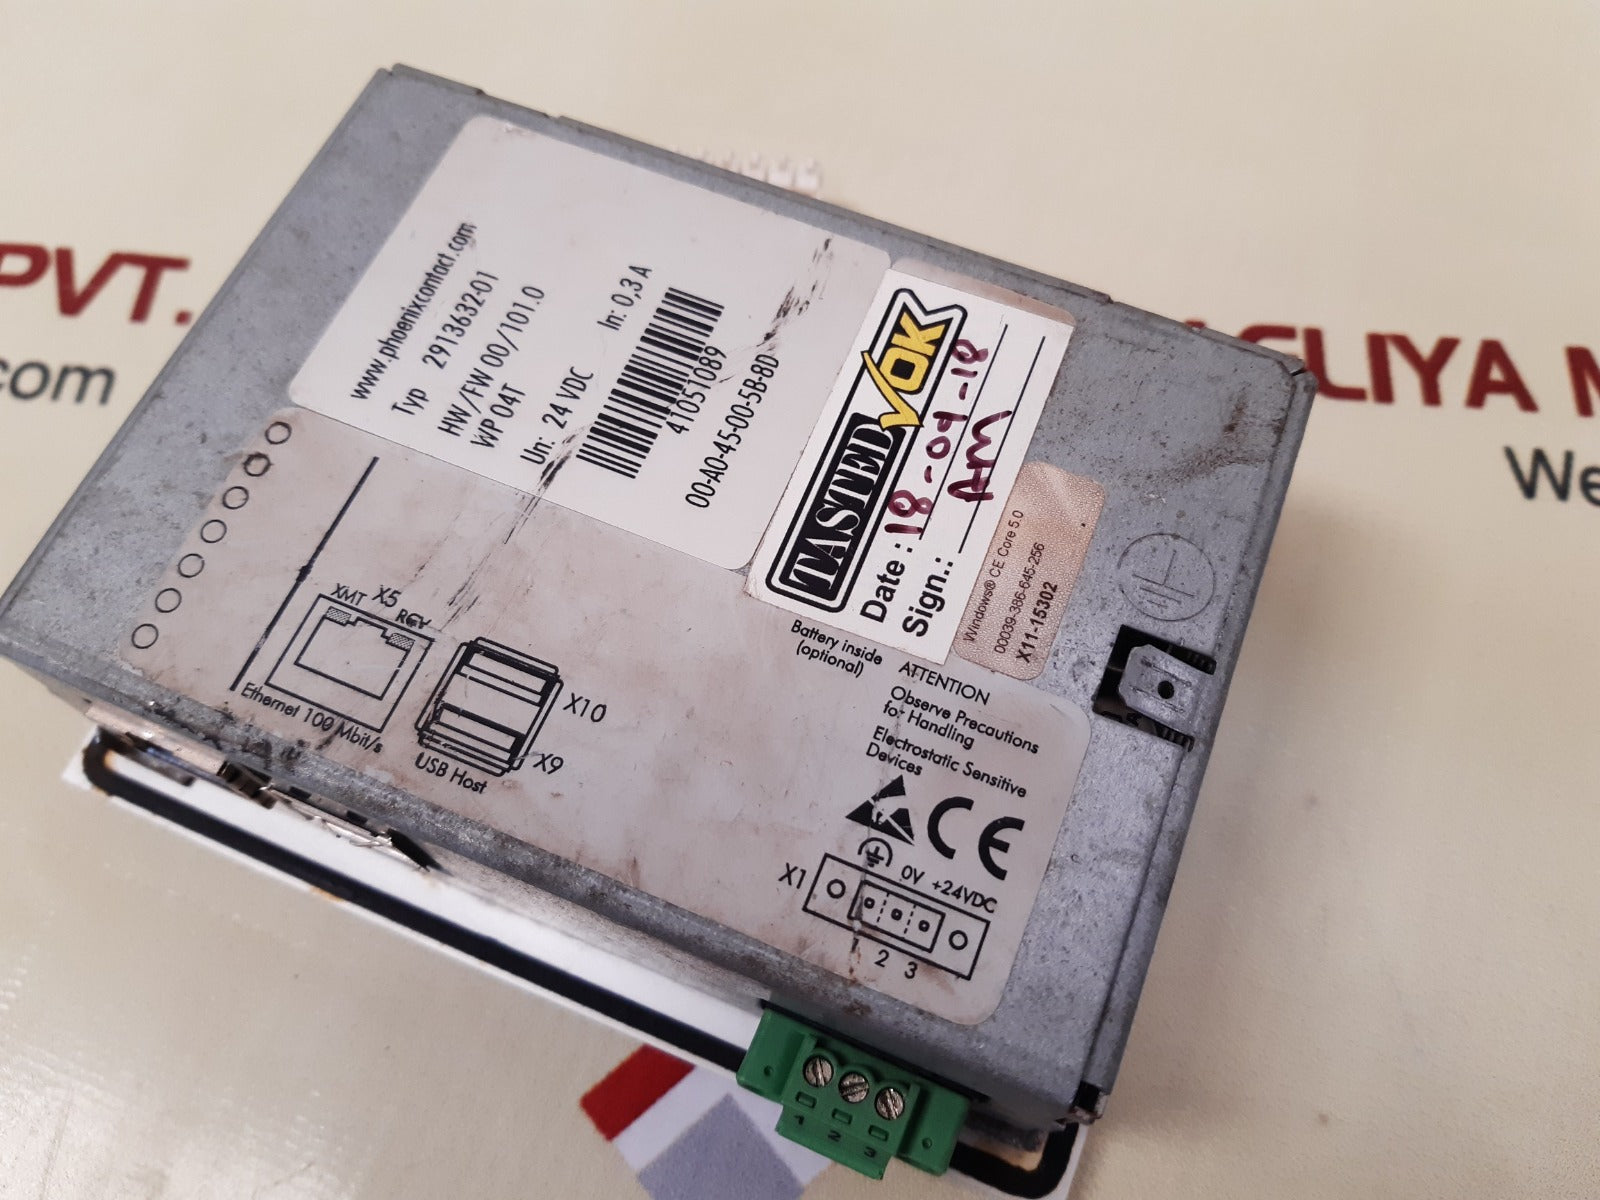 www.phoenixcontact.com
Typ 2913632-01
HW/FW 00/101.0
WP 04T
Un: 24 VDC In: 0,3 A
41051089
00-A0-45-00-5B-8D
TASTED OK
Date: 18-04-18
Sign.: Am
Windows® CE Core 5.0
00039-386-645-256
X11-15302
Battery inside
(optional)
ATTENTION
Observe Precautions
for Handling
Electrostatic Sensitive
Devices
CE
X5
XMT RCV
Ethernet 100 Mbit/s
X10
X9
USB Host
X1
0V +24VDC
2 3
1 2 3
PVT.
com
LIYA M
We